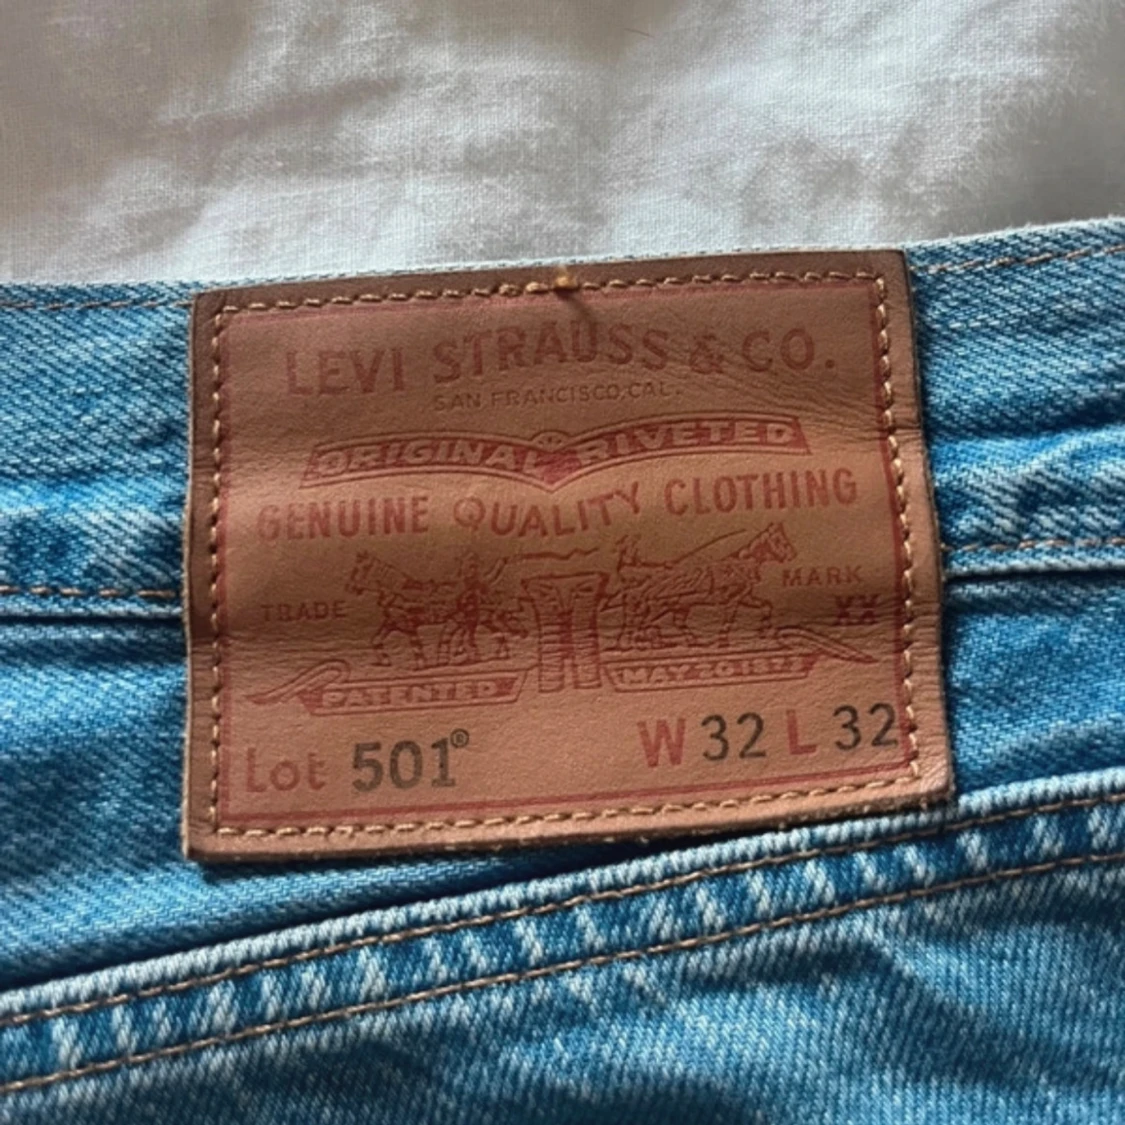 LEVI STRAUSS & CO.
SAN FRANCISCO, CAL.
ORIGINAL RIVETED
GENUINE QUALITY CLOTHING
TRADE MARK
XX
PATENTED MAY 20 1873
Lot 501® W 32 L 32